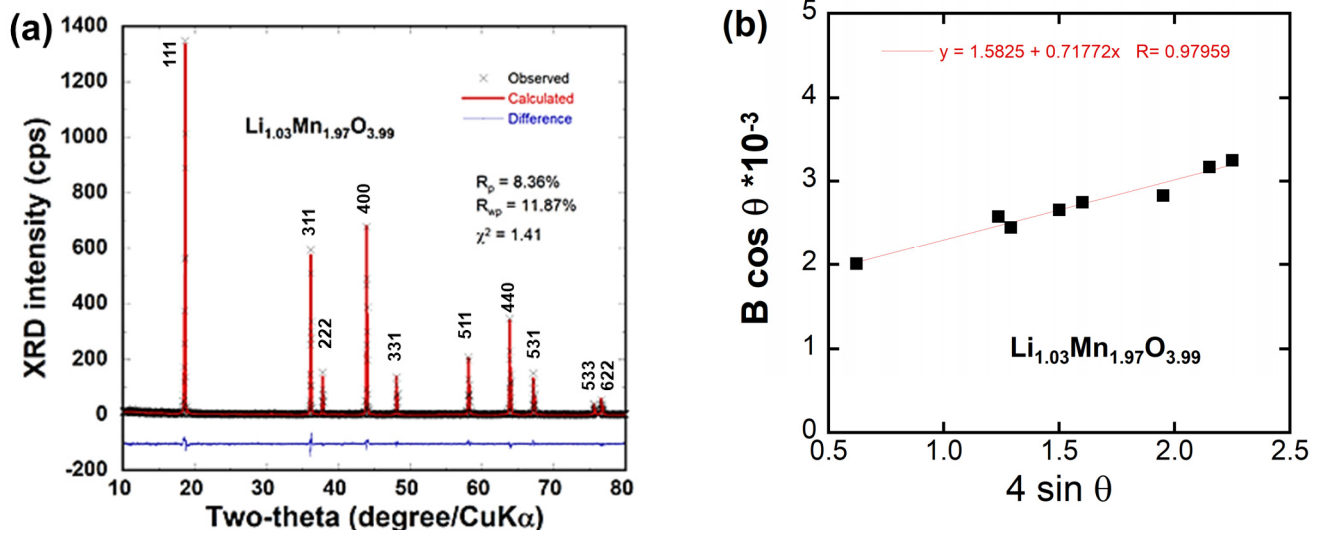 (a)
1400
1200
1000
800
600
400
200
0
-200
XRD intensity (cps)
10 20 30 40 50 60 70 80
Two-theta (degree/CuKα)
111
311
222
400
331
511
440
531
533
622
× Observed
Calculated
Difference
Li1.03Mn1.97O3.99
Rp = 8.36%
Rwp = 11.87%
χ² = 1.41
(b)
5
4
3
2
1
0
B cos θ *10⁻³
0.5 1.0 1.5 2.0 2.5
4 sin θ
y = 1.5825 + 0.71772x R= 0.97959
Li1.03Mn1.97O3.99